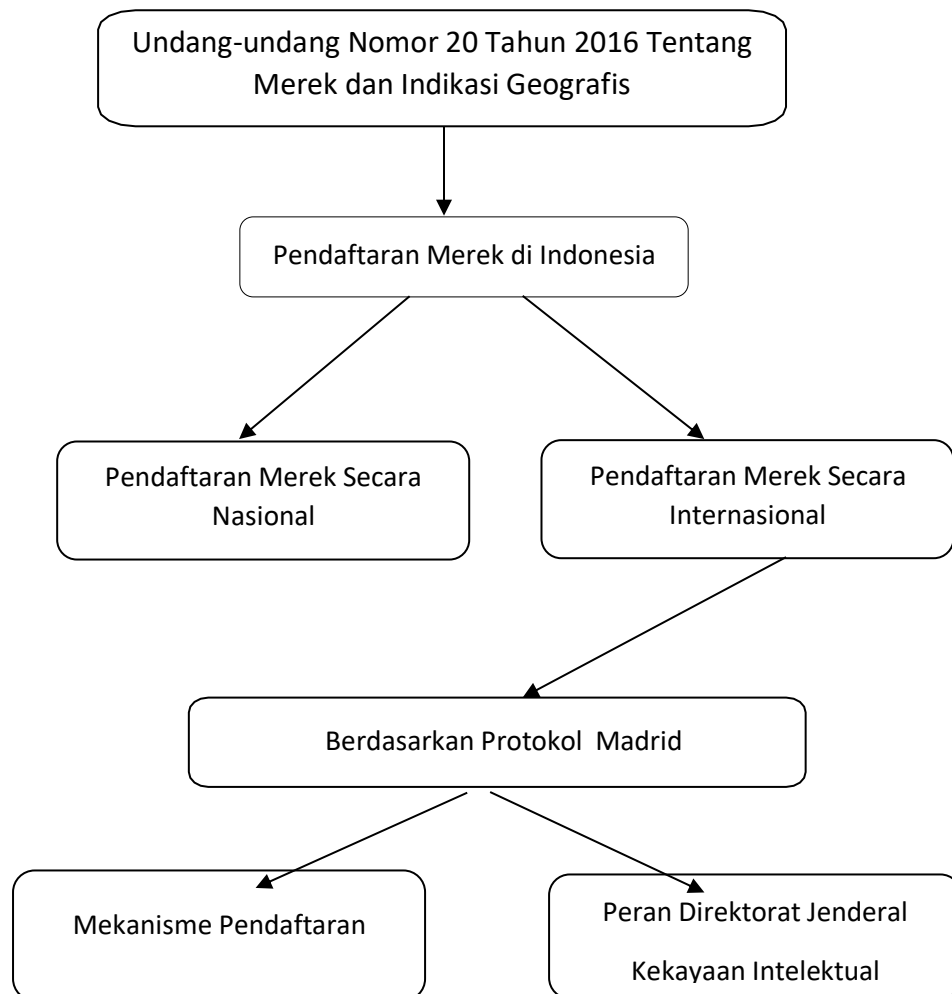 Undang-undang Nomor 20 Tahun 2016 Tentang
Merek dan Indikasi Geografis
Pendaftaran Merek di Indonesia
Pendaftaran Merek Secara
Nasional
Pendaftaran Merek Secara
Internasional
Berdasarkan Protokol Madrid
Mekanisme Pendaftaran
Peran Direktorat Jenderal
Kekayaan Intelektual